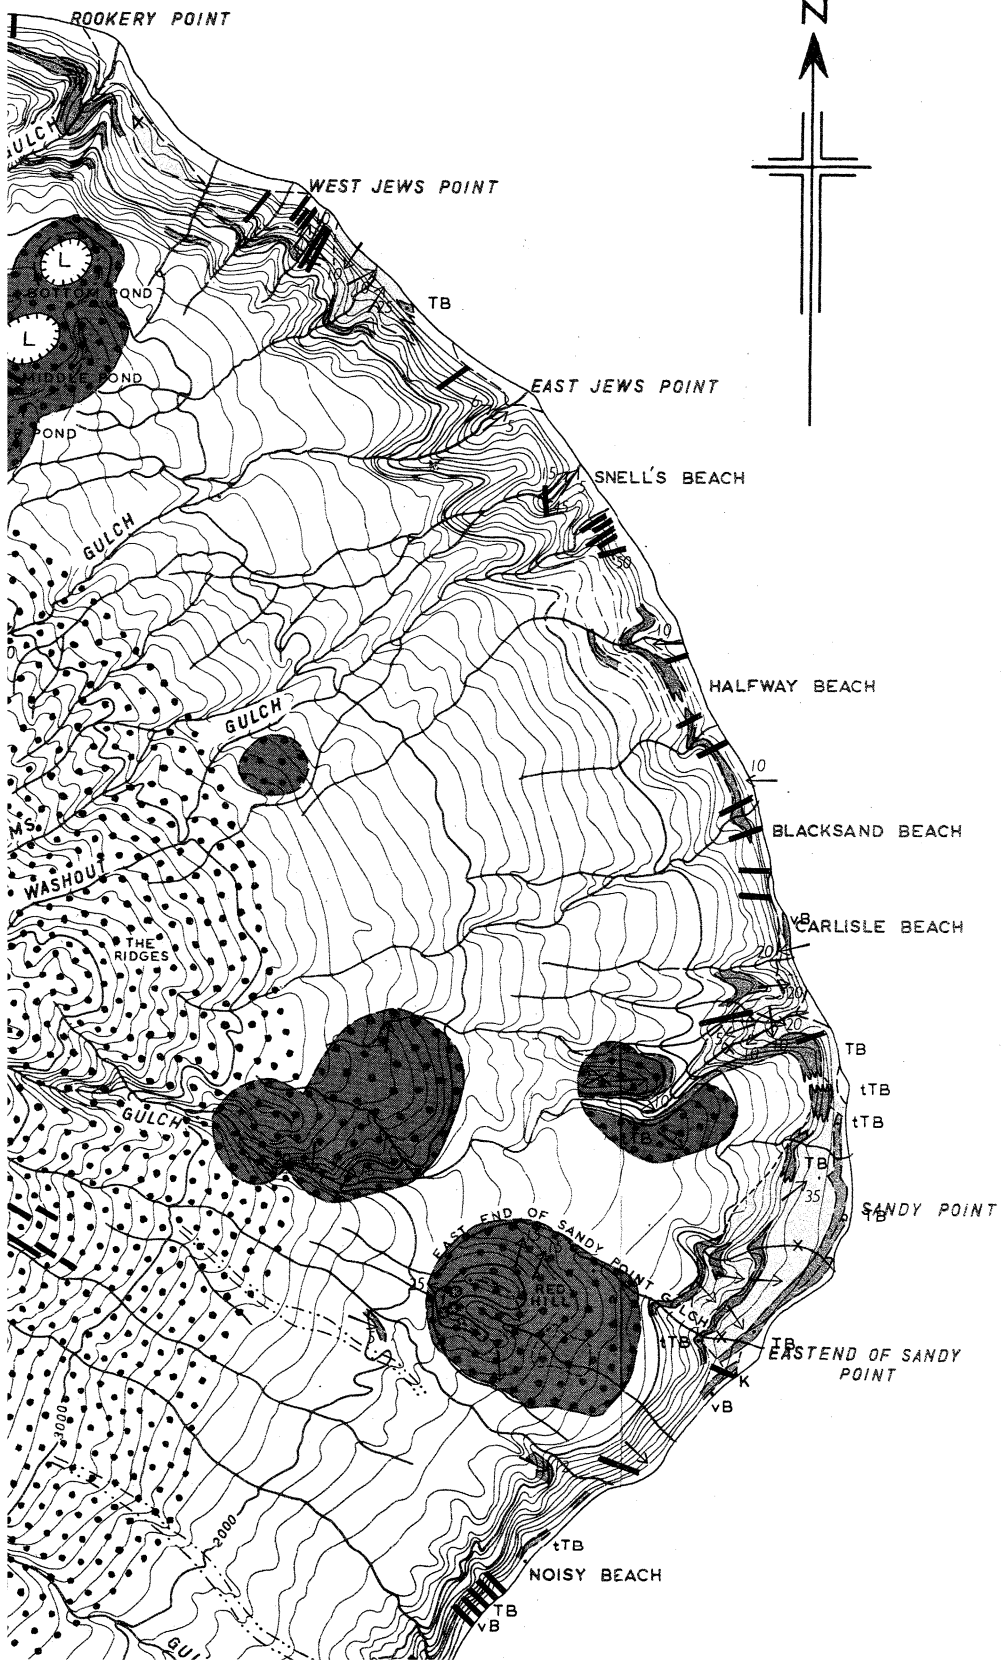 ROOKERY POINT
N
GULCH
WEST JEWS POINT
L
BOTTOM POND
TB
10
25
L
MIDDLE POND
EAST JEWS POINT
POND
15
SNELL'S BEACH
GULCH
50
10
HALFWAY BEACH
GULCH
10
MS.
BLACKSAND BEACH
WASHOUT
vB
CARLISLE BEACH
THE
RIDGES
20
20
20
TB
tTB
GULCH
tTB
TB
35
SANDY POINT
TB
EAST END OF SANDY POINT GULCH
RED
HILL
tTB
TB
EASTEND OF SANDY
POINT
K
vB
3000
2000
tTB
NOISY BEACH
TB
vB